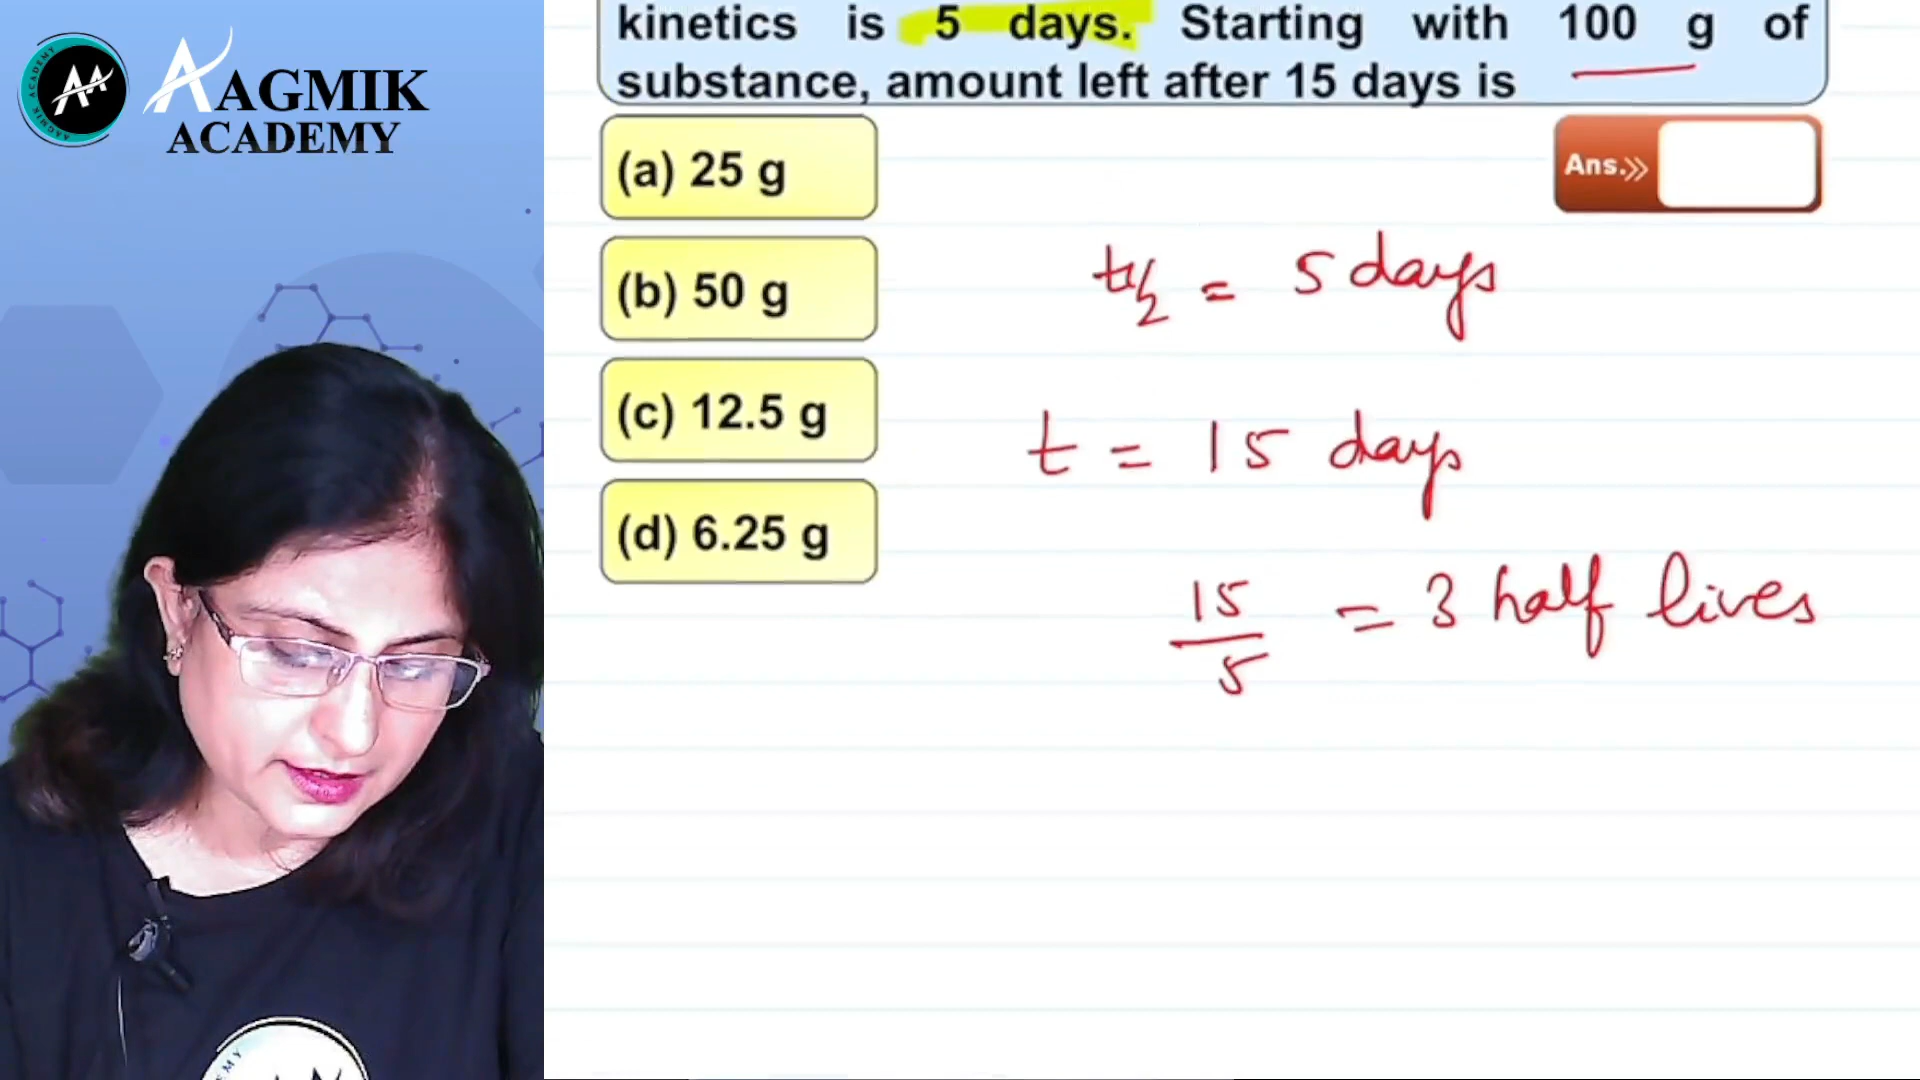 AAGMIK
ACADEMY
kinetics is 5 days. Starting with 100 g of
substance, amount left after 15 days is
(a) 25 g
(b) 50 g
(c) 12.5 g
(d) 6.25 g
Ans.>>
t1/2 = 5 days
t = 15 days
15
5
= 3 half lives